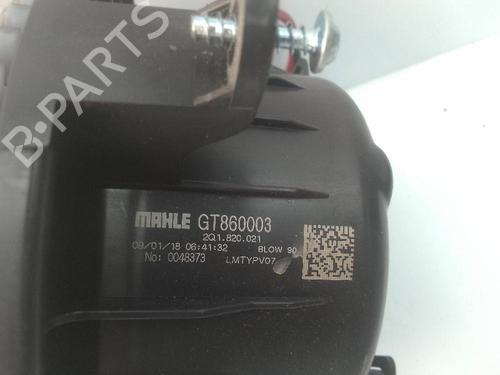 B-PARTS
MAHLE GT860003
2Q1.820.021
09/01/18 06:41:32 BLOW 90
No: 0048373 LMTYPV07